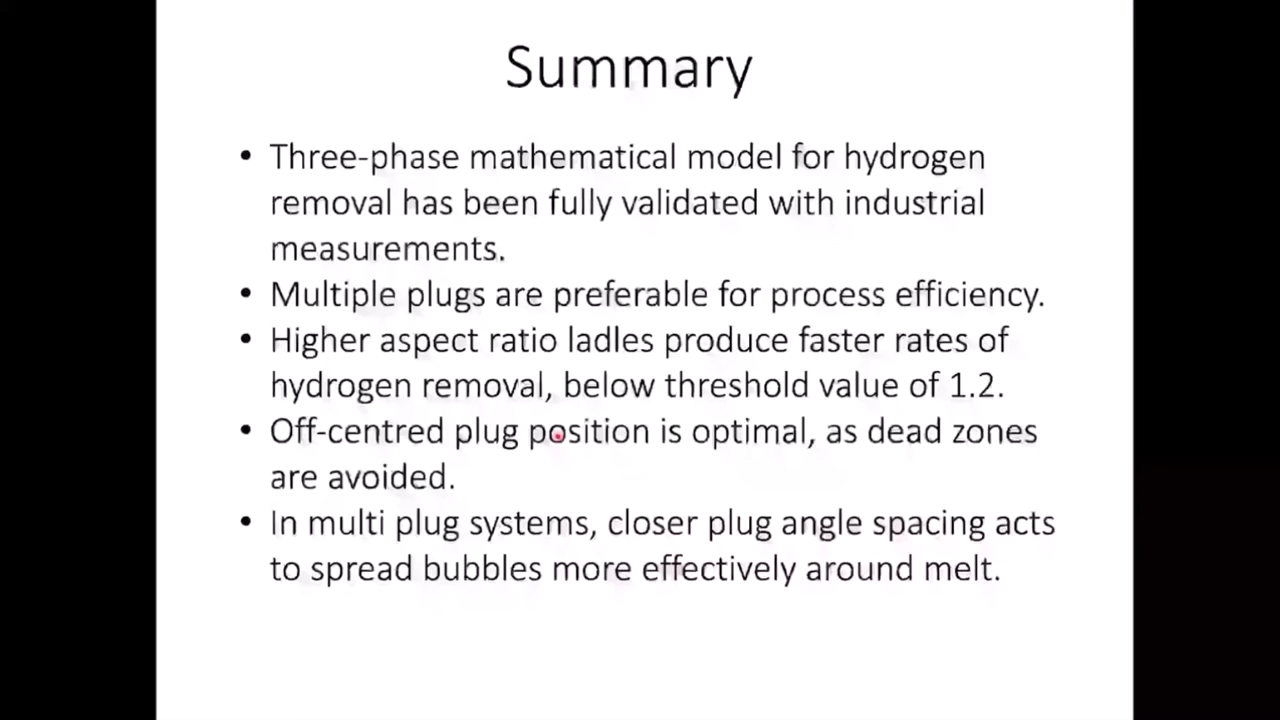 Summary
• Three-phase mathematical model for hydrogen
removal has been fully validated with industrial
measurements.
• Multiple plugs are preferable for process efficiency.
• Higher aspect ratio ladles produce faster rates of
hydrogen removal, below threshold value of 1.2.
• Off-centred plug position is optimal, as dead zones
are avoided.
• In multi plug systems, closer plug angle spacing acts
to spread bubbles more effectively around melt.